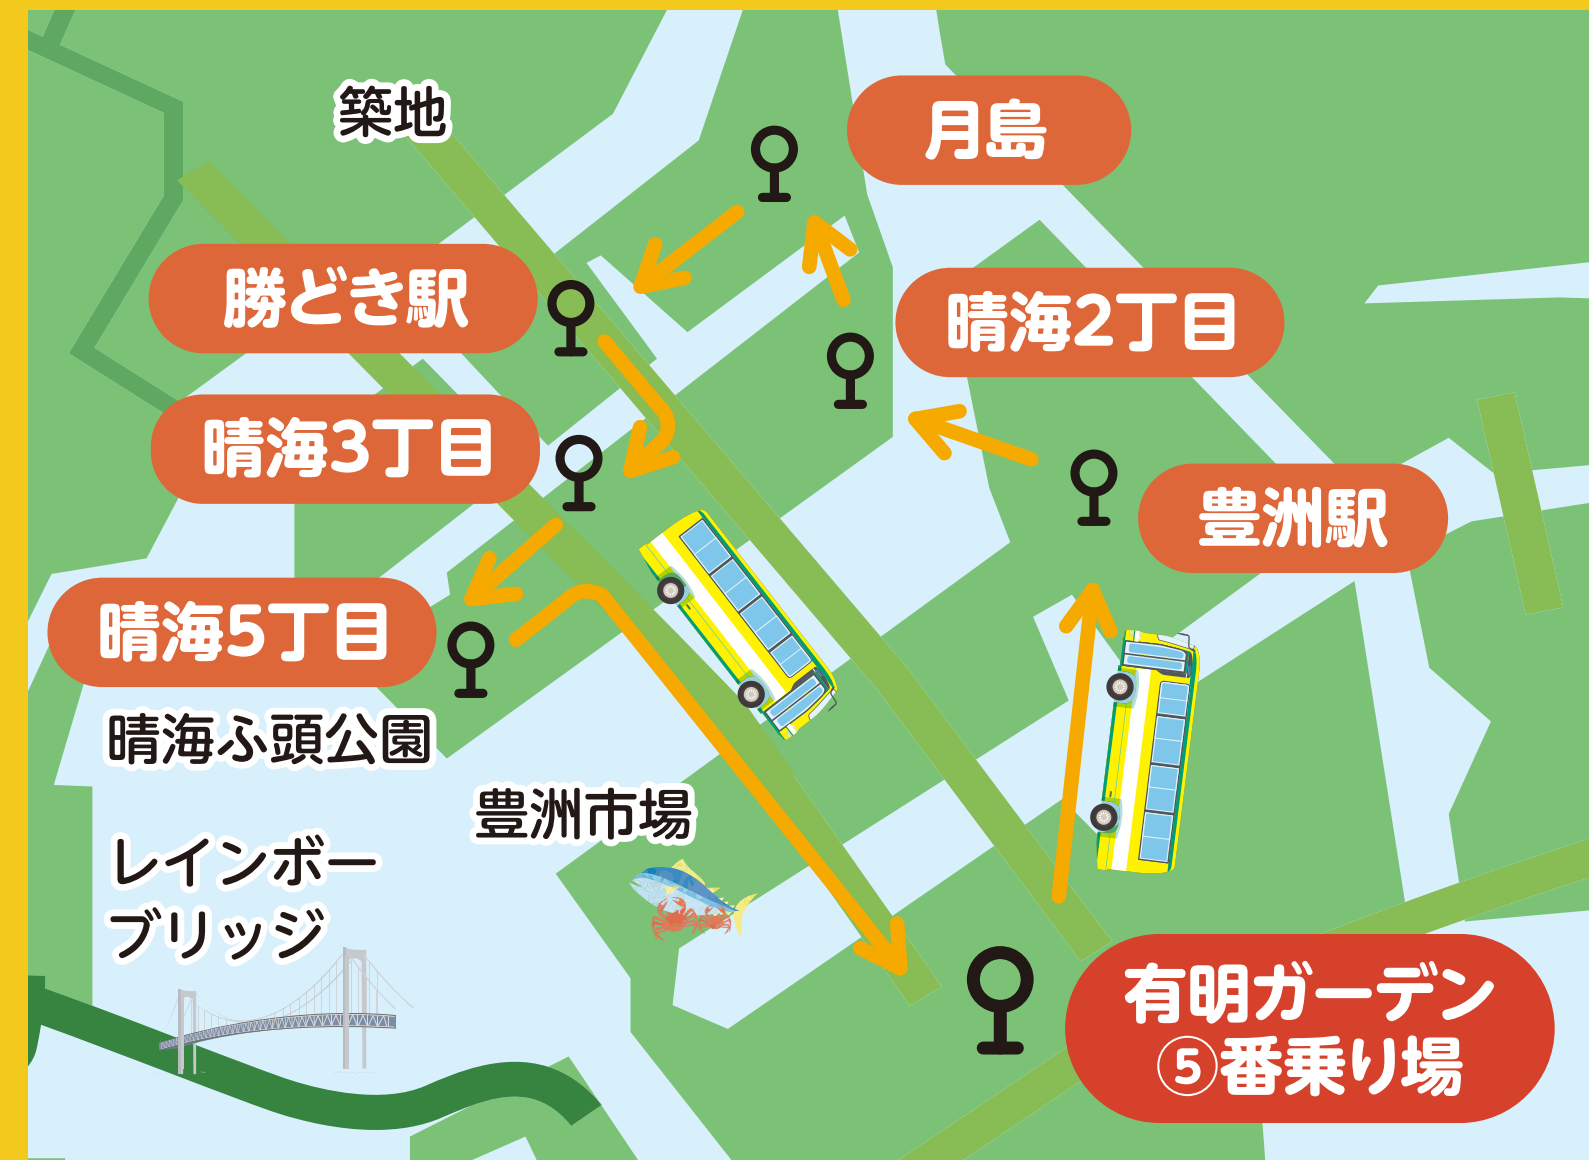 築地
月島
勝どき駅
晴海2丁目
晴海3丁目
豊洲駅
晴海5丁目
晴海ふ頭公園
豊洲市場
レインボー
ブリッジ
有明ガーデン
⑤番乗り場